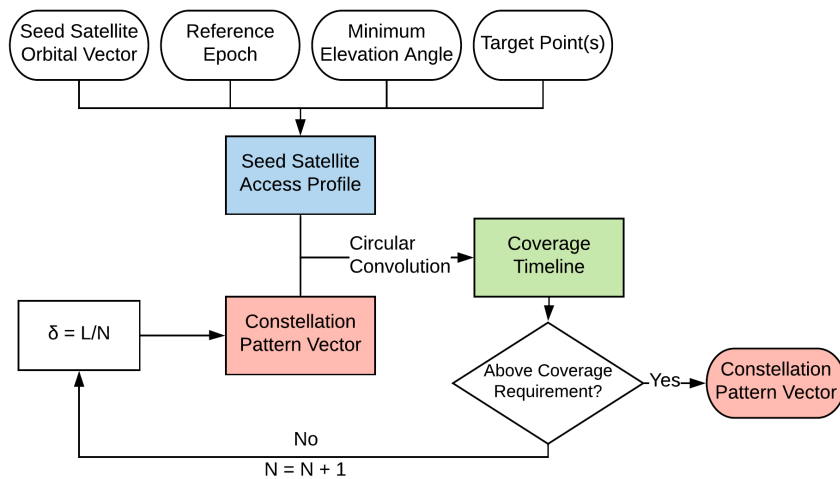 Seed Satellite
Orbital Vector
Reference
Epoch
Minimum
Elevation Angle
Target Point(s)
Seed Satellite
Access Profile
Circular
Convolution
Coverage
Timeline
δ = L/N
Constellation
Pattern Vector
Above Coverage
Requirement?
Yes
Constellation
Pattern Vector
No
N = N + 1